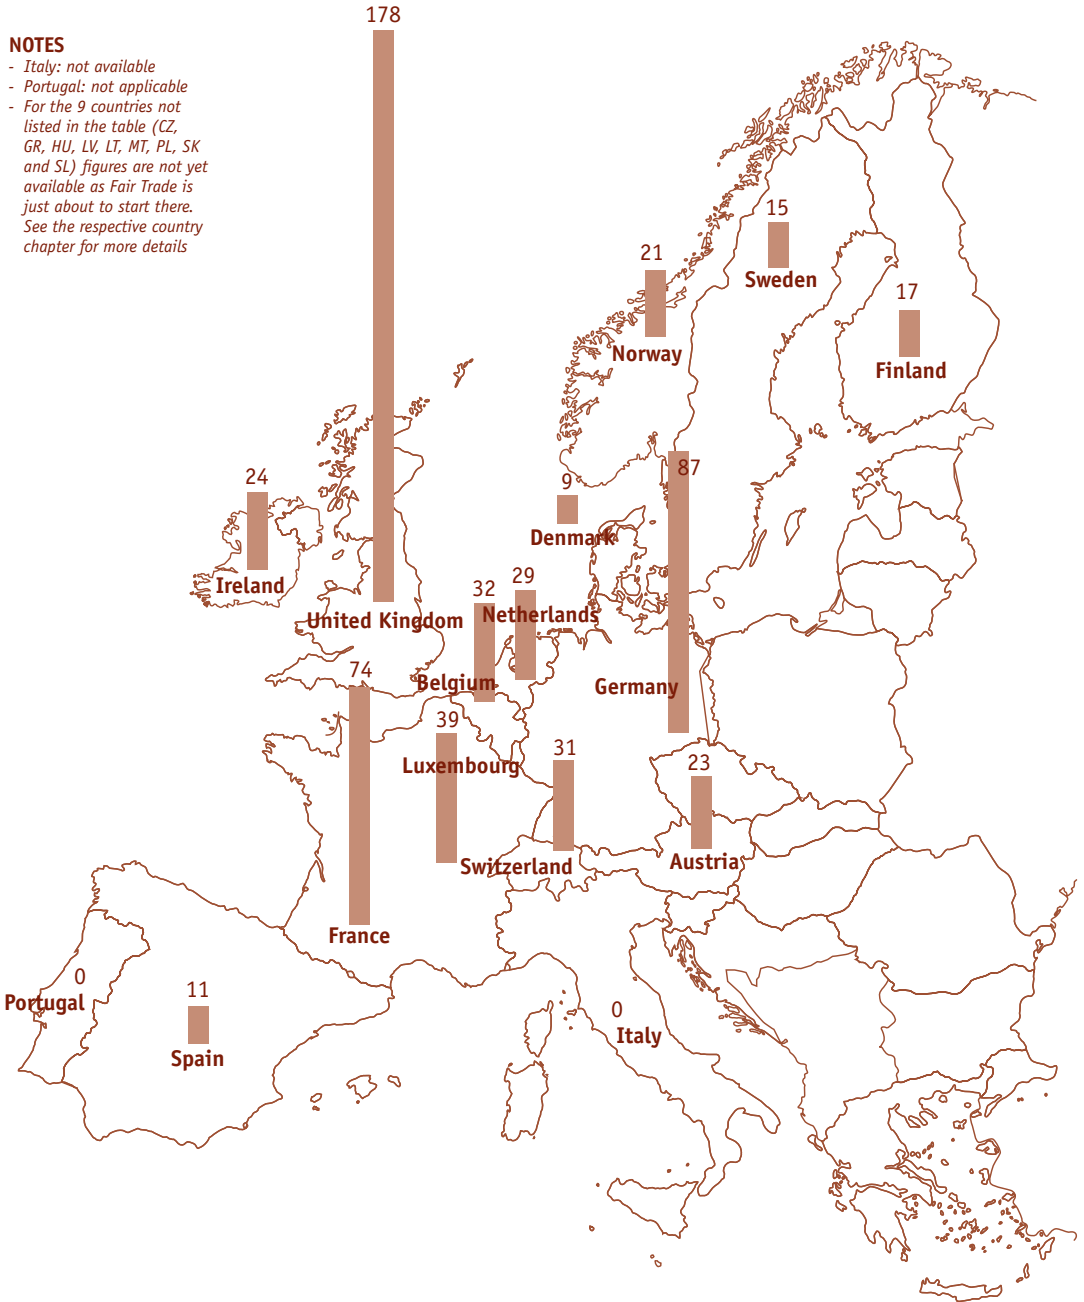 178
NOTES
- Italy: not available
- Portugal: not applicable
- For the 9 countries not
listed in the table (CZ,
GR, HU, LV, LT, MT, PL, SK
and SL) figures are not yet
available as Fair Trade is
just about to start there.
See the respective country
chapter for more details
15
Sweden
21
Norway
17
Finland
24
Ireland
United Kingdom
9
Denmark
87
Germany
32
Belgium
29
Netherlands
74
France
39
Luxembourg
31
Switzerland
23
Austria
0
Portugal
11
Spain
0
Italy